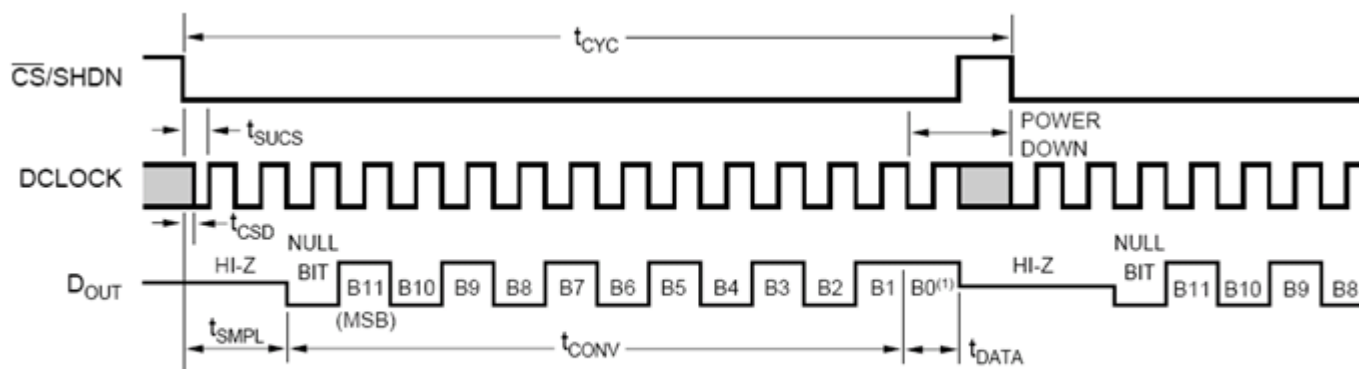 tCYC
CS/SHDN
tSUCS
POWER
DOWN
DCLOCK
tCSD
NULL
BIT
HI-Z
DOUT
B11
(MSB)
B10
B9
B8
B7
B6
B5
B4
B3
B2
B1
B0(1)
HI-Z
NULL
BIT
B11
B10
B9
B8
tSMPL
tCONV
tDATA